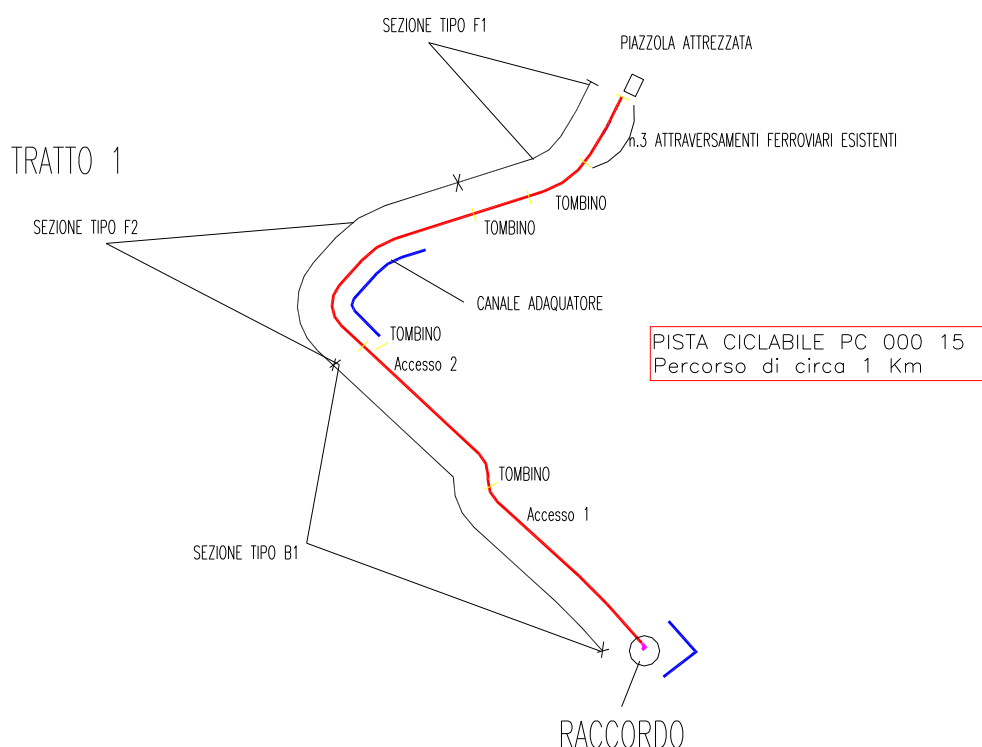 SEZIONE TIPO F1
PIAZZOLA ATTREZZATA
n.3 ATTRAVERSAMENTI FERROVIARI ESISTENTI
TRATTO 1
TOMBINO
TOMBINO
SEZIONE TIPO F2
CANALE ADAQUATORE
TOMBINO
PISTA CICLABILE PC 000 15
Percorso di circa 1 Km
Accesso 2
TOMBINO
Accesso 1
SEZIONE TIPO B1
RACCORDO